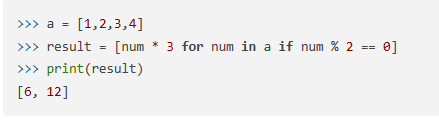 >>> a = [1,2,3,4]
>>> result = [num * 3 for num in a if num % 2 == 0]
>>> print(result)
[6, 12]